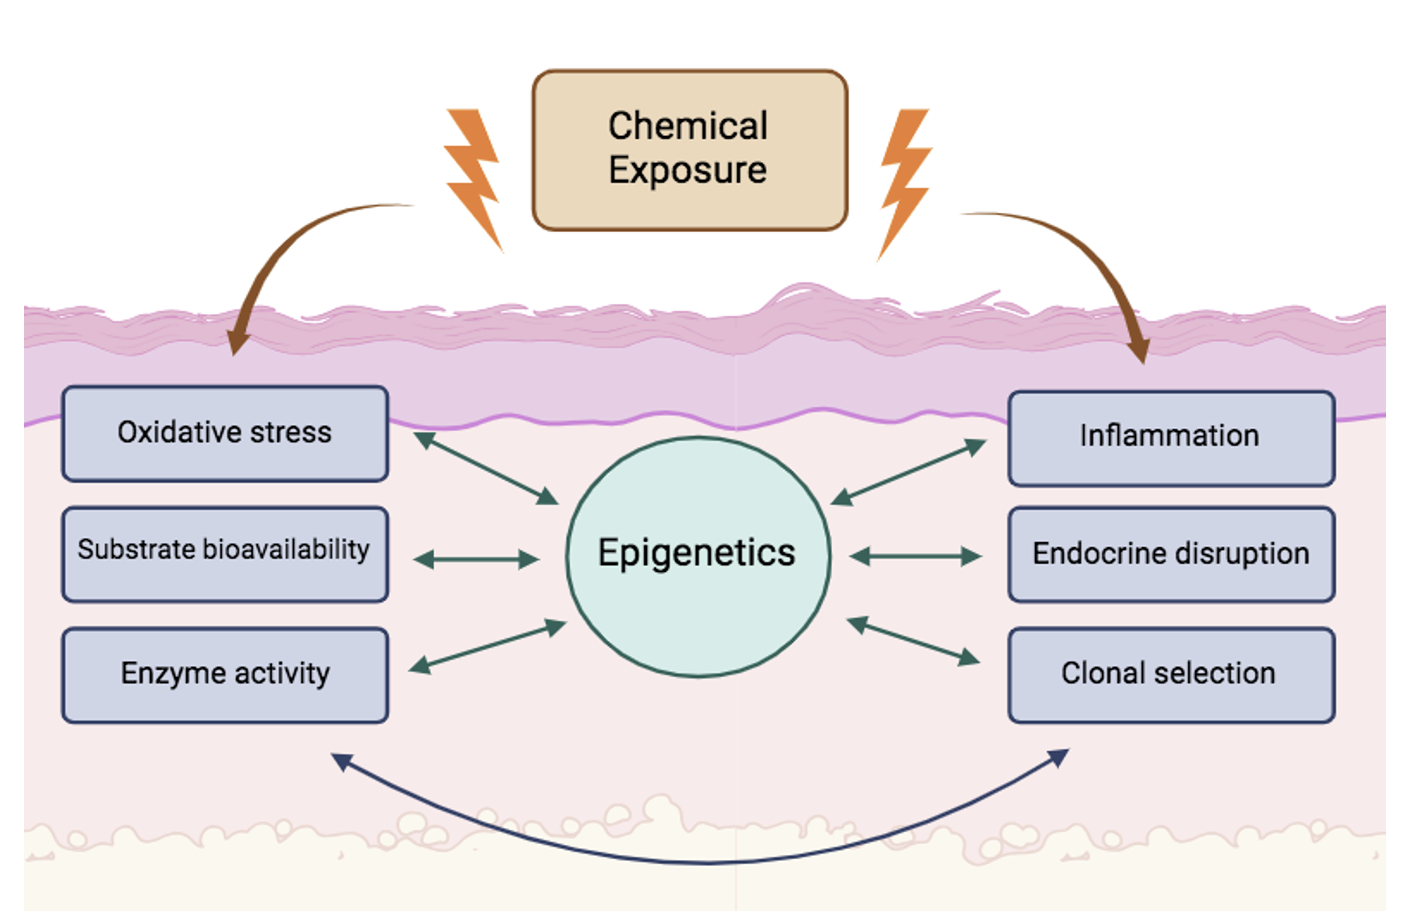 Chemical
Exposure
Oxidative stress
Inflammation
Substrate bioavailability
Epigenetics
Endocrine disruption
Enzyme activity
Clonal selection